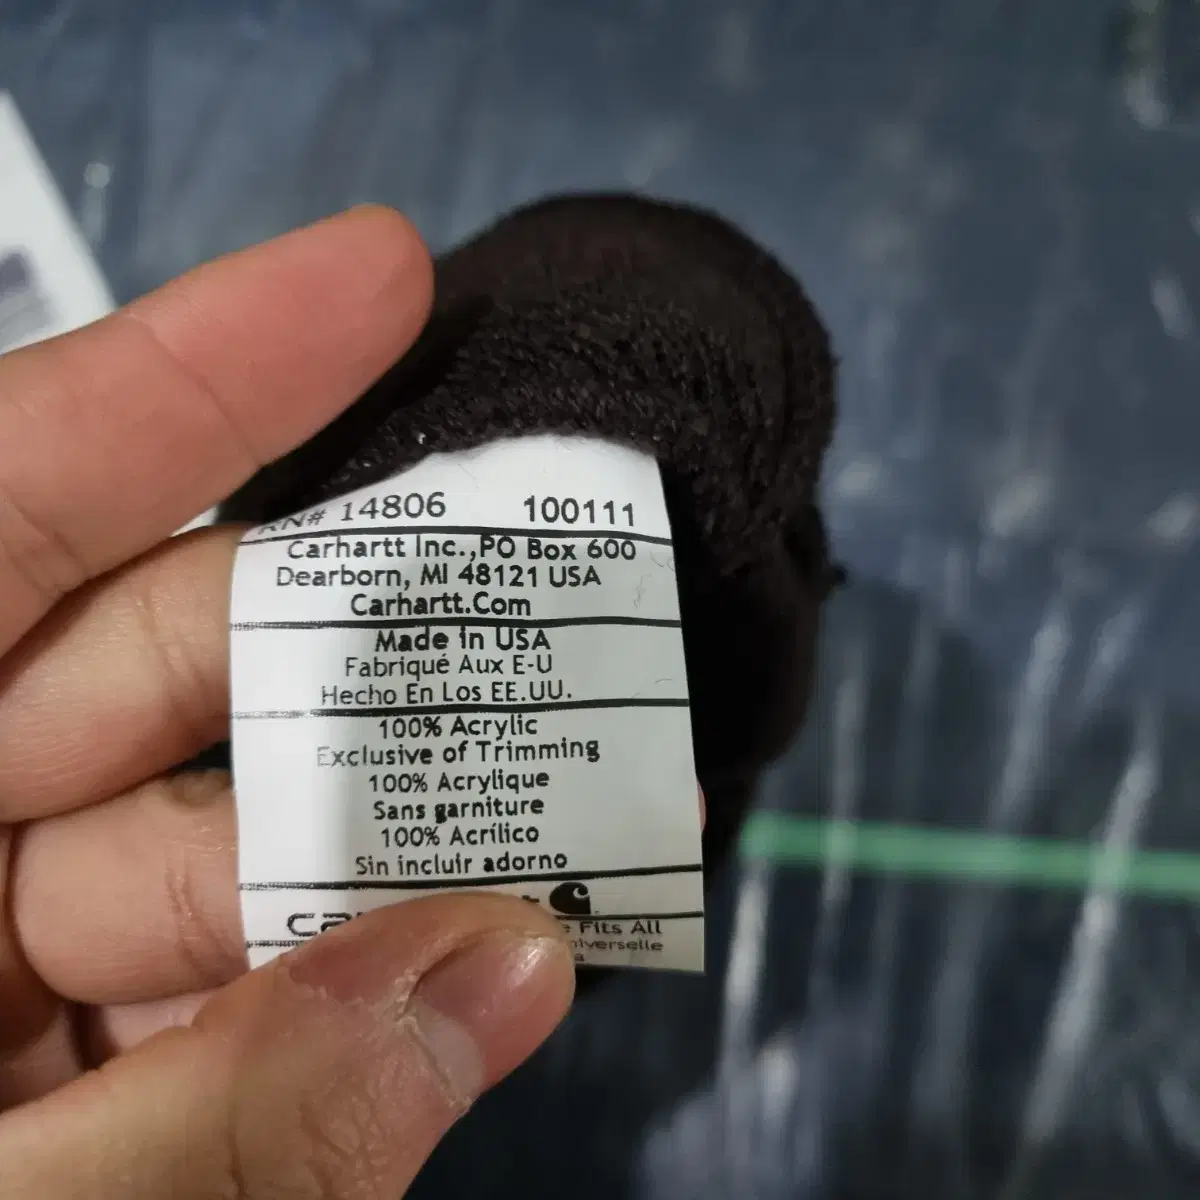 RN# 14806 100111
Carhartt Inc.,PO Box 600
Dearborn, MI 48121 USA
Carhartt.Com
Made in USA
Fabriqué Aux E-U
Hecho En Los EE.UU.
100% Acrylic
Exclusive of Trimming
100% Acrylique
Sans garniture
100% Acrílico
Sin incluir adorno
Fits All